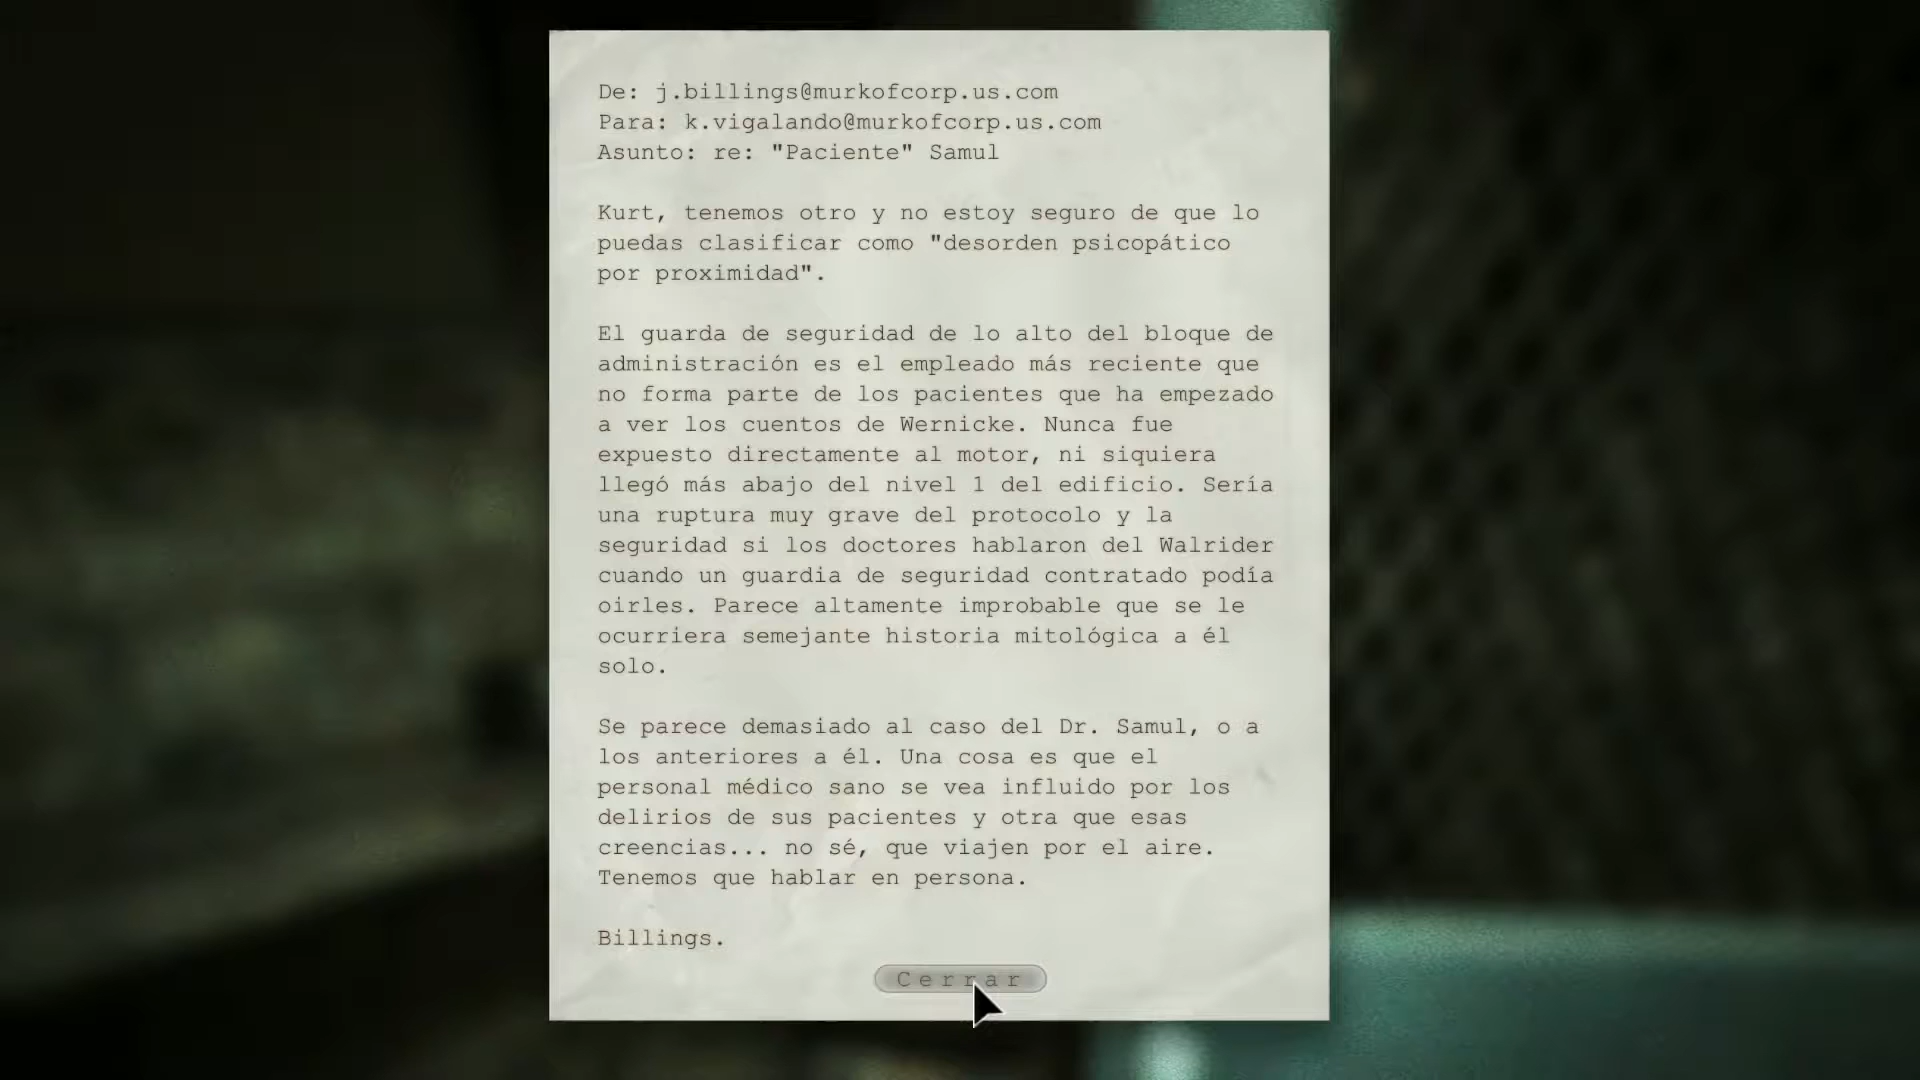 De: j.billings@murkofcorp.us.com
Para: k.vigalando@murkofcorp.us.com
Asunto: re: "Paciente" Samul
Kurt, tenemos otro y no estoy seguro de que lo
puedas clasificar como "desorden psicopático
por proximidad".
El guarda de seguridad de lo alto del bloque de
administración es el empleado más reciente que
no forma parte de los pacientes que ha empezado
a ver los cuentos de Wernicke. Nunca fue
expuesto directamente al motor, ni siquiera
llegó más abajo del nivel 1 del edificio. Sería
una ruptura muy grave del protocolo y la
seguridad si los doctores hablaron del Walrider
cuando un guardia de seguridad contratado podía
oirles. Parece altamente improbable que se le
ocurriera semejante historia mitológica a él
solo.
Se parece demasiado al caso del Dr. Samul, o a
los anteriores a él. Una cosa es que el
personal médico sano se vea influido por los
delirios de sus pacientes y otra que esas
creencias... no sé, que viajen por el aire.
Tenemos que hablar en persona.
Billings.
Cerrar